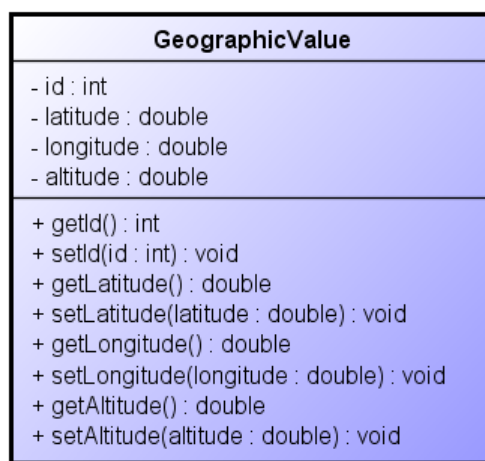 GeographicValue
- id : int
- latitude : double
- longitude : double
- altitude : double
+ getId() : int
+ setId(id : int) : void
+ getLatitude() : double
+ setLatitude(latitude : double) : void
+ getLongitude() : double
+ setLongitude(longitude : double) : void
+ getAltitude() : double
+ setAltitude(altitude : double) : void